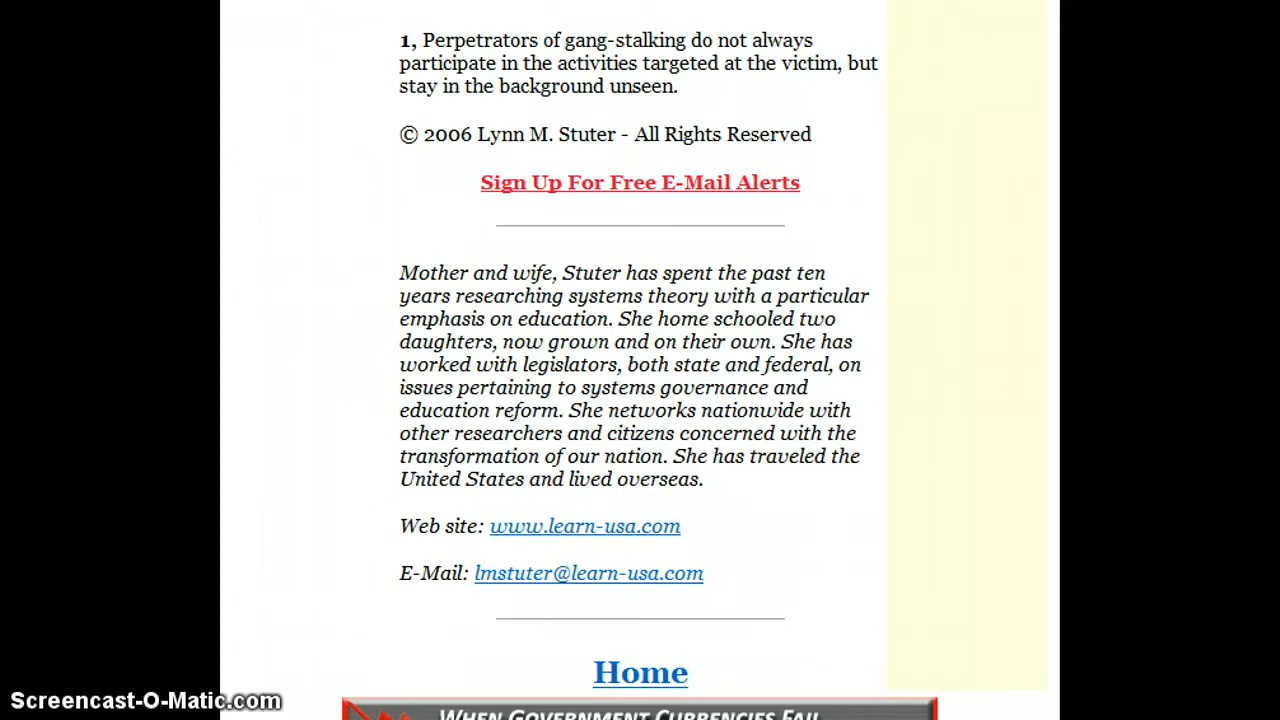 1, Perpetrators of gang-stalking do not always
participate in the activities targeted at the victim, but
stay in the background unseen.
© 2006 Lynn M. Stuter - All Rights Reserved
Sign Up For Free E-Mail Alerts
Mother and wife, Stuter has spent the past ten
years researching systems theory with a particular
emphasis on education. She home schooled two
daughters, now grown and on their own. She has
worked with legislators, both state and federal, on
issues pertaining to systems governance and
education reform. She networks nationwide with
other researchers and citizens concerned with the
transformation of our nation. She has traveled the
United States and lived overseas.
Web site: www.learn-usa.com
E-Mail: lmstuter@learn-usa.com
Home
Screencast-O-Matic.com
WHEN GOVERNMENT CURRENCIES FAIL